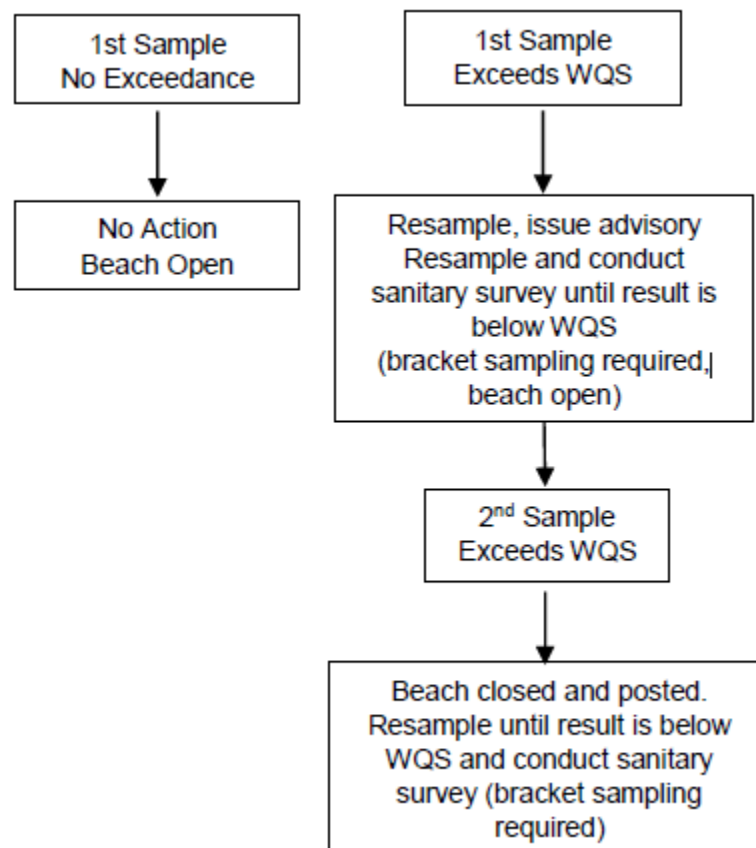 1st Sample
No Exceedance
No Action
Beach Open
1st Sample
Exceeds WQS
Resample, issue advisory
Resample and conduct
sanitary survey until result is
below WQS
(bracket sampling required,
beach open)
2nd Sample
Exceeds WQS
Beach closed and posted.
Resample until result is below
WQS and conduct sanitary
survey (bracket sampling
required)